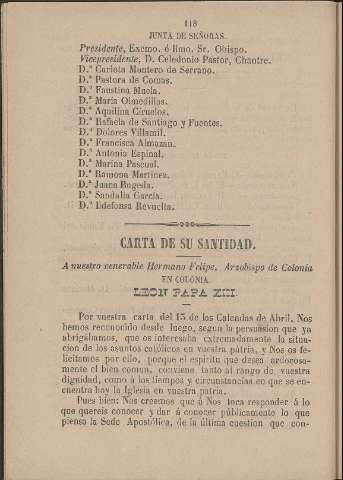 118
JUNTA DE SEÑORAS.
Presidente, Excmo. é Ilmo. Sr. Obispo.
Vicepresidente, D. Celedonio Pastor, Chantre.
D.ª Carlota Montero de Serrano.
D.ª Pastora de Comas.
D.ª Faustina Muela.
D.ª María Olmedillas.
D.ª Aquilina Ciruelos.
D.ª Rafaela de Santiago y Fuentes.
D.ª Dolores Villamil.
D.ª Francisca Almazan.
D.ª Antonia Espinal.
D.ª Marina Pascual.
D.ª Ramona Martinez.
D.ª Juana Bugeda.
D.ª Sandalia García.
D.ª Ildefonsa Revuelta.
CARTA DE SU SANTIDAD.
A nuestro venerable Hermano Felipe, Arzobispo de Colonia
EN COLONIA.
LEON PAPA XIII.
Por vuestra carta del 15 de las Calendas de Abril, Nos
hemos reconocido desde luego, segun la persuasion que ya
abrigábamos, que os interesaba extremadamente la situa-
cion de los asuntos católicos en vuestra pátria, y Nos os fe-
licitamos por ello, porque el espíritu que desea ardorosa-
mente el bien comun, conviene tanto al rango de vuestra
dignidad, como á los tiempos y circunstancias en que se en-
cuentra hoy la Iglesia en vuestra patria.
Pues bien: Nos creemos que á Nos toca responder á lo
que quereis conocer y dar á conocer públicamente lo que
piensa la Sede Apostólica, de la última cuestion que con-